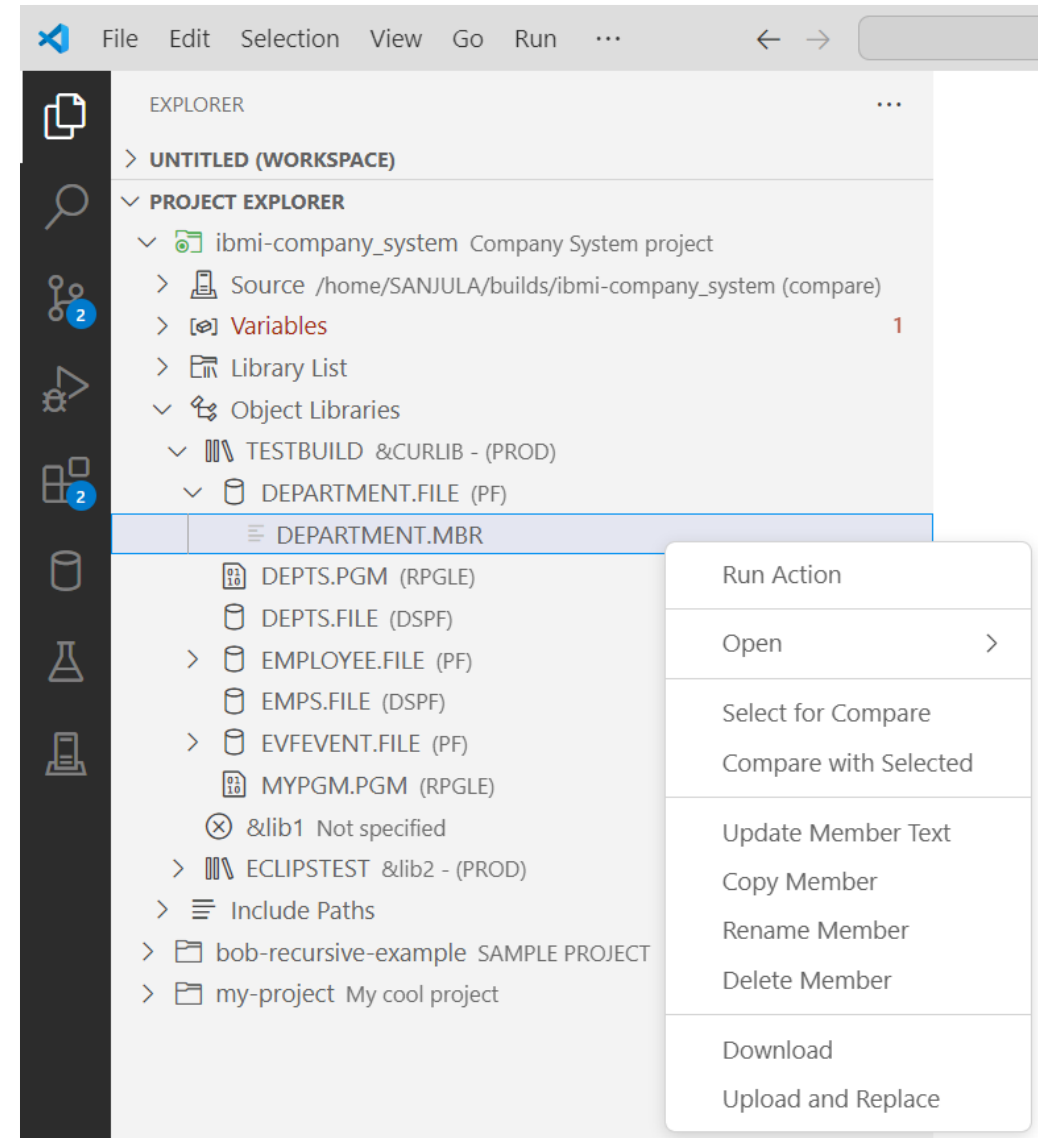 File Edit Selection View Go Run ...
EXPLORER ...
UNTITLED (WORKSPACE)
PROJECT EXPLORER
ibmi-company_system Company System project
Source /home/SANJULA/builds/ibmi-company_system (compare)
2
Variables 1
Library List
Object Libraries
TESTBUILD &CURLIB - (PROD)
2
DEPARTMENT.FILE (PF)
DEPARTMENT.MBR
01
10
DEPTS.PGM (RPGLE)
DEPTS.FILE (DSPF)
EMPLOYEE.FILE (PF)
EMPS.FILE (DSPF)
EVFEVENT.FILE (PF)
01
10
MYPGM.PGM (RPGLE)
&lib1 Not specified
ECLIPSTEST &lib2 - (PROD)
Include Paths
bob-recursive-example SAMPLE PROJECT
my-project My cool project
Run Action
Open
Select for Compare
Compare with Selected
Update Member Text
Copy Member
Rename Member
Delete Member
Download
Upload and Replace